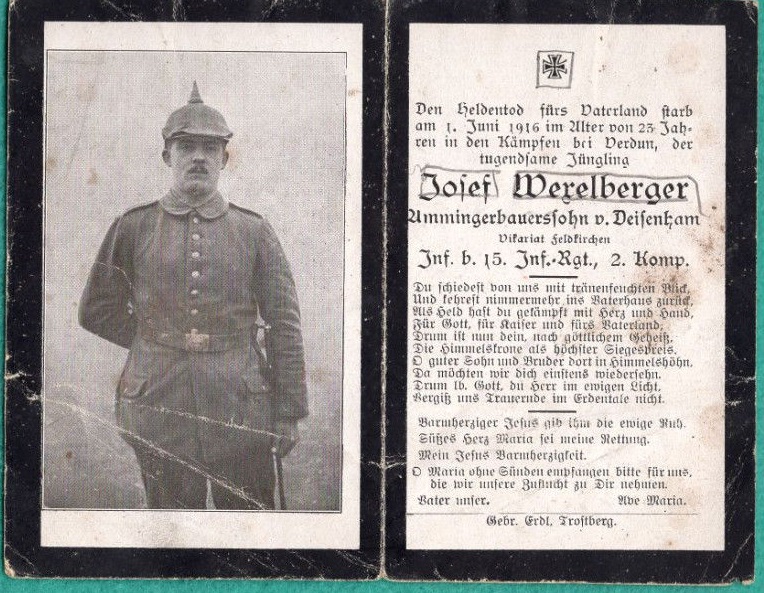 Den Heldentod fürs Vaterland starb
am 1. Juni 1916 im Alter von 23 Jah-
ren in den Kämpfen bei Verdun, der
tugendsame Jüngling
Josef Wexelberger
Ammingerbauerssohn v. Deisenham
Vikariat Feldkirchen
Inf. b. 15. Inf.-Rgt., 2. Komp.
Du schiedest von uns mit tränenfeuchten Blick,
Und kehrest nimmermehr ins Vaterhaus zurück.
Als Held hast du gekämpft mit Herz und Hand,
Für Gott, für Kaiser und fürs Vaterland,
Drum ist nun dein, nach göttlichem Geheiß,
Die Himmelskrone als höchster Siegespreis.
O guter Sohn und Bruder dort in Himmelshöhn.
Da möchten wir dich einstens wiedersehn.
Drum lb. Gott, du Herr im ewigen Licht,
Vergiß uns Trauernde im Erdentale nicht.
Barmherziger Jesus gib ihm die ewige Ruh.
Süßes Herz Maria sei meine Rettung.
Mein Jesus Barmherzigkeit.
O Maria ohne Sünden empfangen bitte für uns,
die wir unsere Zuflucht zu Dir nehmen.
Vater unser. Ave Maria.
Gebr. Erdl, Trostberg.